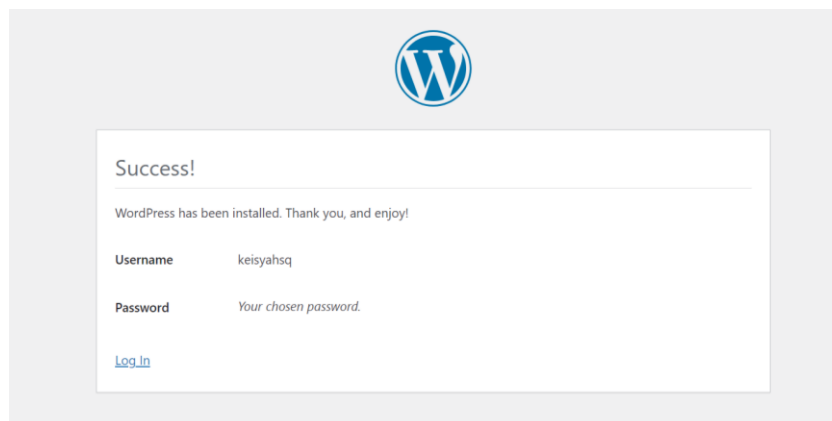 Success!
WordPress has been installed. Thank you, and enjoy!
Username keisyahsq
Password Your chosen password.
Log In